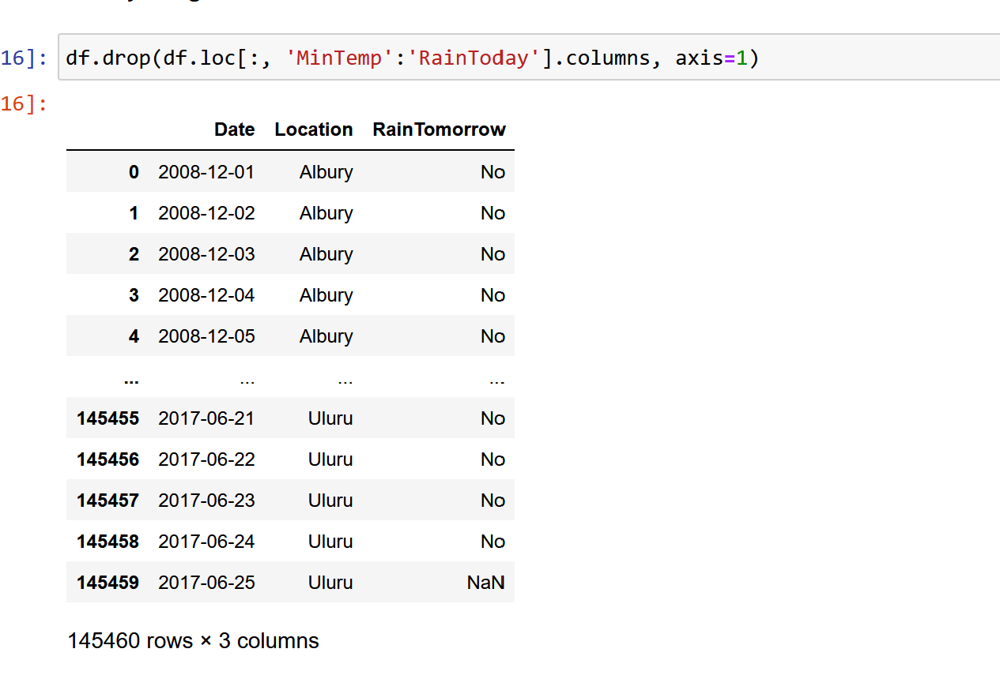 16]: df.drop(df.loc[:, 'MinTemp':'RainToday'].columns, axis=1)
16]:
Date Location RainTomorrow
0 2008-12-01 Albury No
1 2008-12-02 Albury No
2 2008-12-03 Albury No
3 2008-12-04 Albury No
4 2008-12-05 Albury No
... ... ... ...
145455 2017-06-21 Uluru No
145456 2017-06-22 Uluru No
145457 2017-06-23 Uluru No
145458 2017-06-24 Uluru No
145459 2017-06-25 Uluru NaN
145460 rows × 3 columns